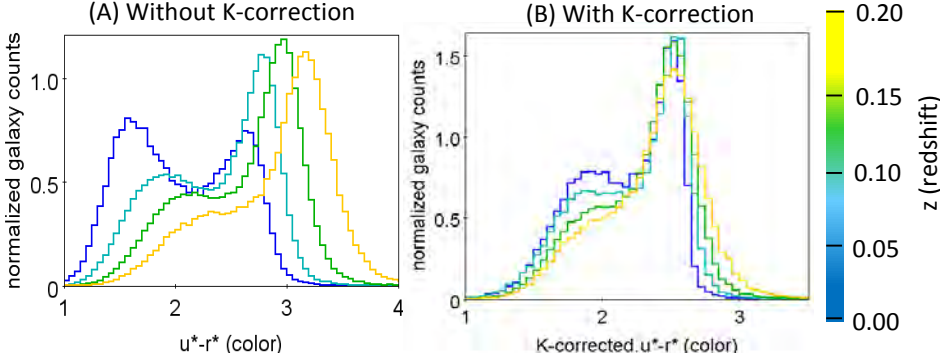 (A) Without K-correction
normalized galaxy counts
1.0
0.5
0
1
2
3
4
u*-r* (color)
(B) With K-correction
normalized galaxy counts
1.5
1.0
0.5
0
1
2
3
K-corrected.u*-r* (color)
0.20
0.15
0.10
0.05
0.00
z (redshift)